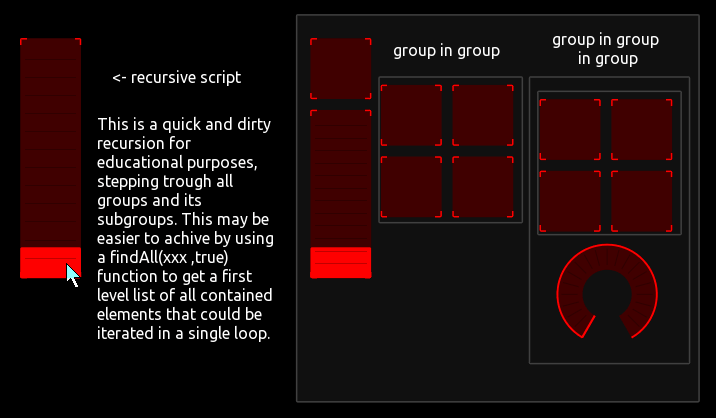 <- recursive script
This is a quick and dirty
recursion for
educational purposes,
stepping trough all
groups and its
subgroups. This may be
easier to achive by using
a findAll(xxx ,true)
function to get a first
level list of all contained
elements that could be
iterated in a single loop.
group in group
group in group
in group